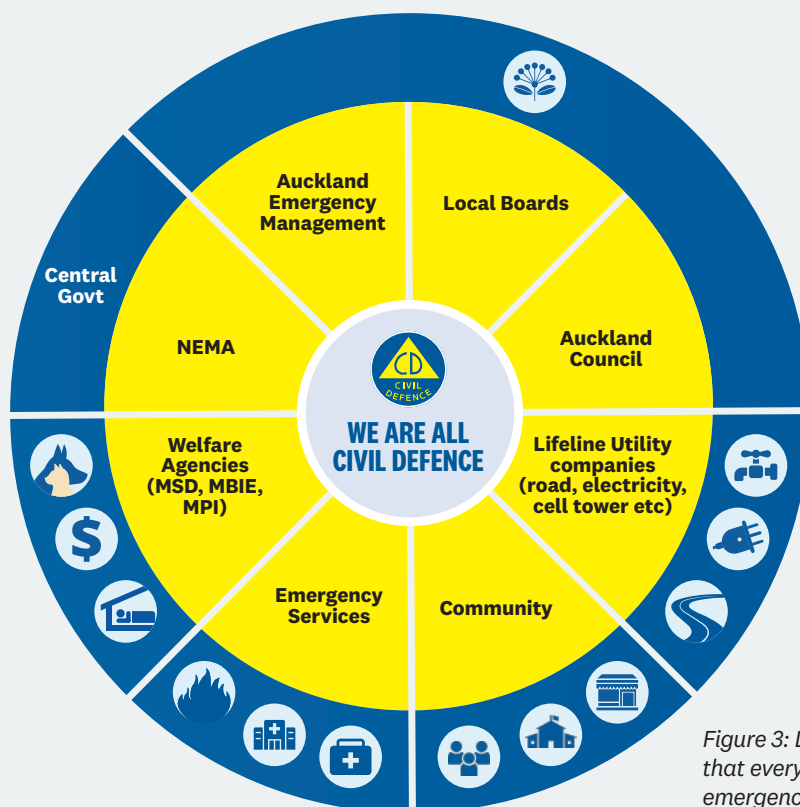 Auckland
Emergency
Management
Local Boards
Central
Govt
NEMA
Auckland
Council
CD
CIVIL
DEFENCE
WE ARE ALL
CIVIL DEFENCE
Welfare
Agencies
(MSD, MBIE,
MPI)
$
Lifeline Utility
companies
(road, electricity,
cell tower etc)
Emergency
Services
Community
Figure 3:
that every
emergenc